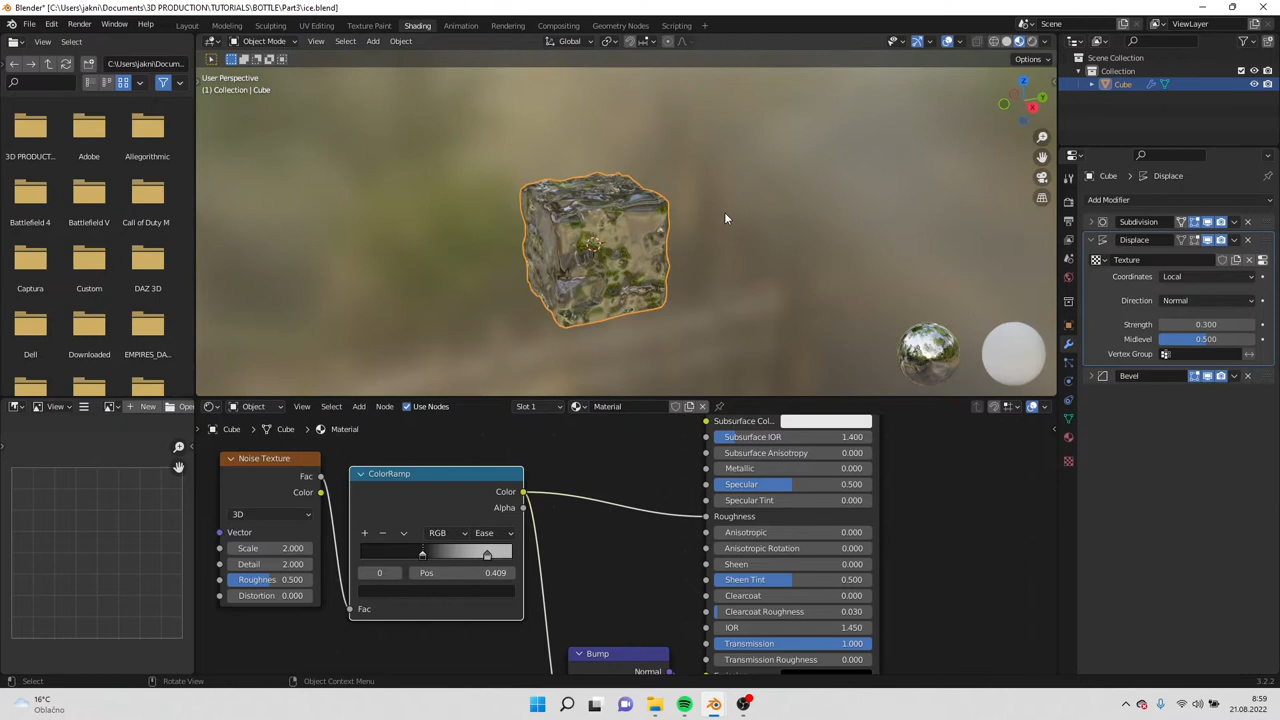 Blender* [C:\Users\jakni\Documents\3D PRODUCTION\TUTORIALS\BOTTLE\Part3\ice.blend]
File Edit Render Window Help Layout Modeling Sculpting UV Editing Texture Paint Shading Animation Rendering Compositing Geometry Nodes Scripting + Scene ViewLayer
View Select Object Mode View Select Add Object Global
C:\Users\jakni\Docum...
Options
3D PRODUCT...
Adobe
Allegorithmic
Battlefield 4
Battlefield V
Call of Duty M
Captura
Custom
DAZ 3D
Dell
Downloaded
EMPIRES_DA...
User Perspective
(1) Collection | Cube
Z
Y
X
Scene Collection
Collection
Cube
Cube Displace
Add Modifier
Subdivision
Displace
Texture
Coordinates Local
Direction Normal
Strength 0.300
Midlevel 0.500
Vertex Group
Bevel
View + New Open
Object View Select Add Node Use Nodes Slot 1 Material
Cube Cube Material
Noise Texture
Fac
Color
3D
Vector
Scale 2.000
Detail 2.000
Roughnes 0.500
Distortion 0.000
ColorRamp
Color
Alpha
+ − RGB Ease
0 Pos 0.409
Fac
Bump
Normal
Subsurface Col...
Subsurface IOR 1.400
Subsurface Anisotropy 0.000
Metallic 0.000
Specular 0.500
Specular Tint 0.000
Roughness
Anisotropic 0.000
Anisotropic Rotation 0.000
Sheen 0.000
Sheen Tint 0.500
Clearcoat 0.000
Clearcoat Roughness 0.030
IOR 1.450
Transmission 1.000
Transmission Roughness 0.000
Select Rotate View Object Context Menu 3.2.2
16°C
Oblačno
8:59
21.08.2022